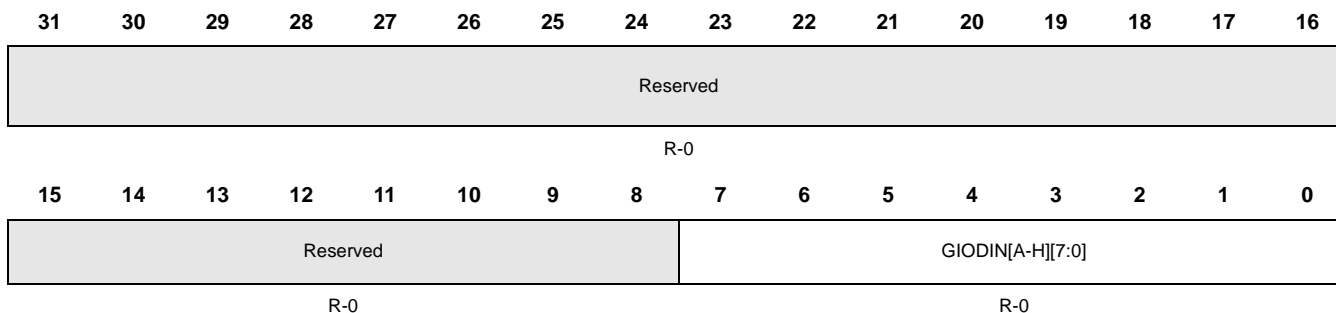 31 30 29 28 27 26 25 24 23 22 21 20 19 18 17 16
Reserved
R-0
15 14 13 12 11 10 9 8 7 6 5 4 3 2 1 0
Reserved GIODIN[A-H][7:0]
R-0 R-0